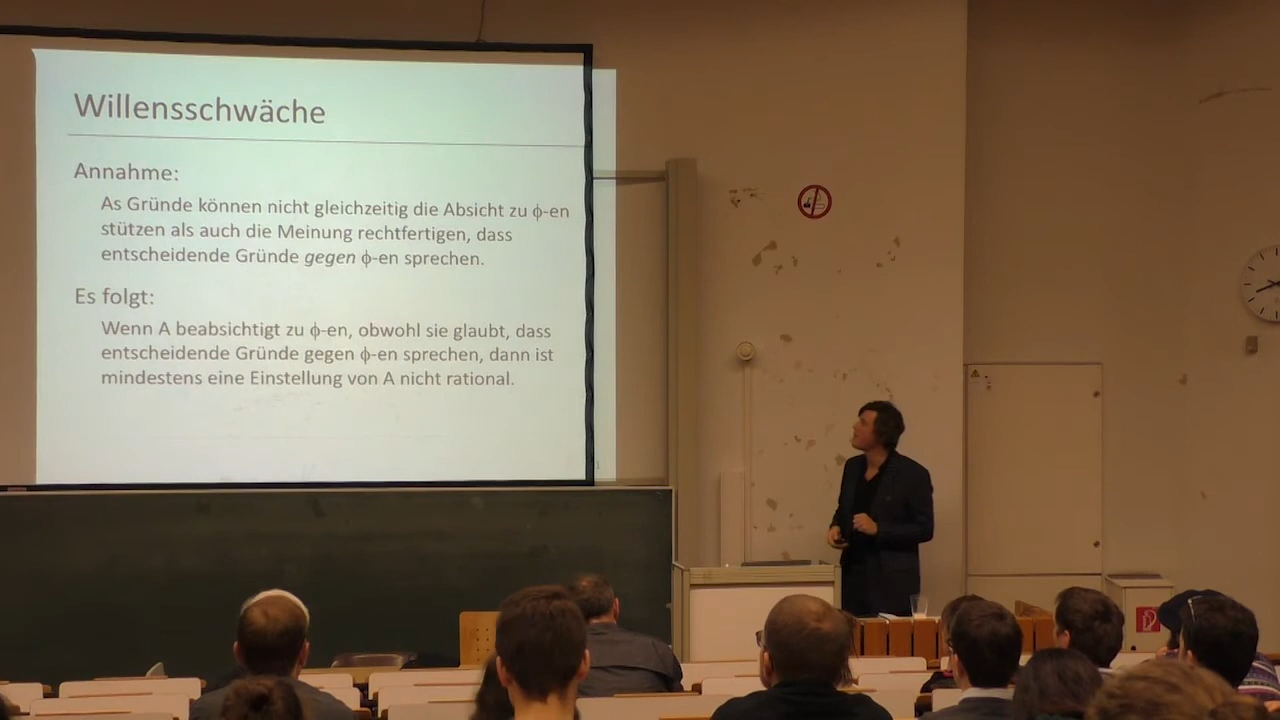 Willensschwäche
Annahme:
As Gründe können nicht gleichzeitig die Absicht zu ϕ-en
stützen als auch die Meinung rechtfertigen, dass
entscheidende Gründe gegen ϕ-en sprechen.
Es folgt:
Wenn A beabsichtigt zu ϕ-en, obwohl sie glaubt, dass
entscheidende Gründe gegen ϕ-en sprechen, dann ist
mindestens eine Einstellung von A nicht rational.